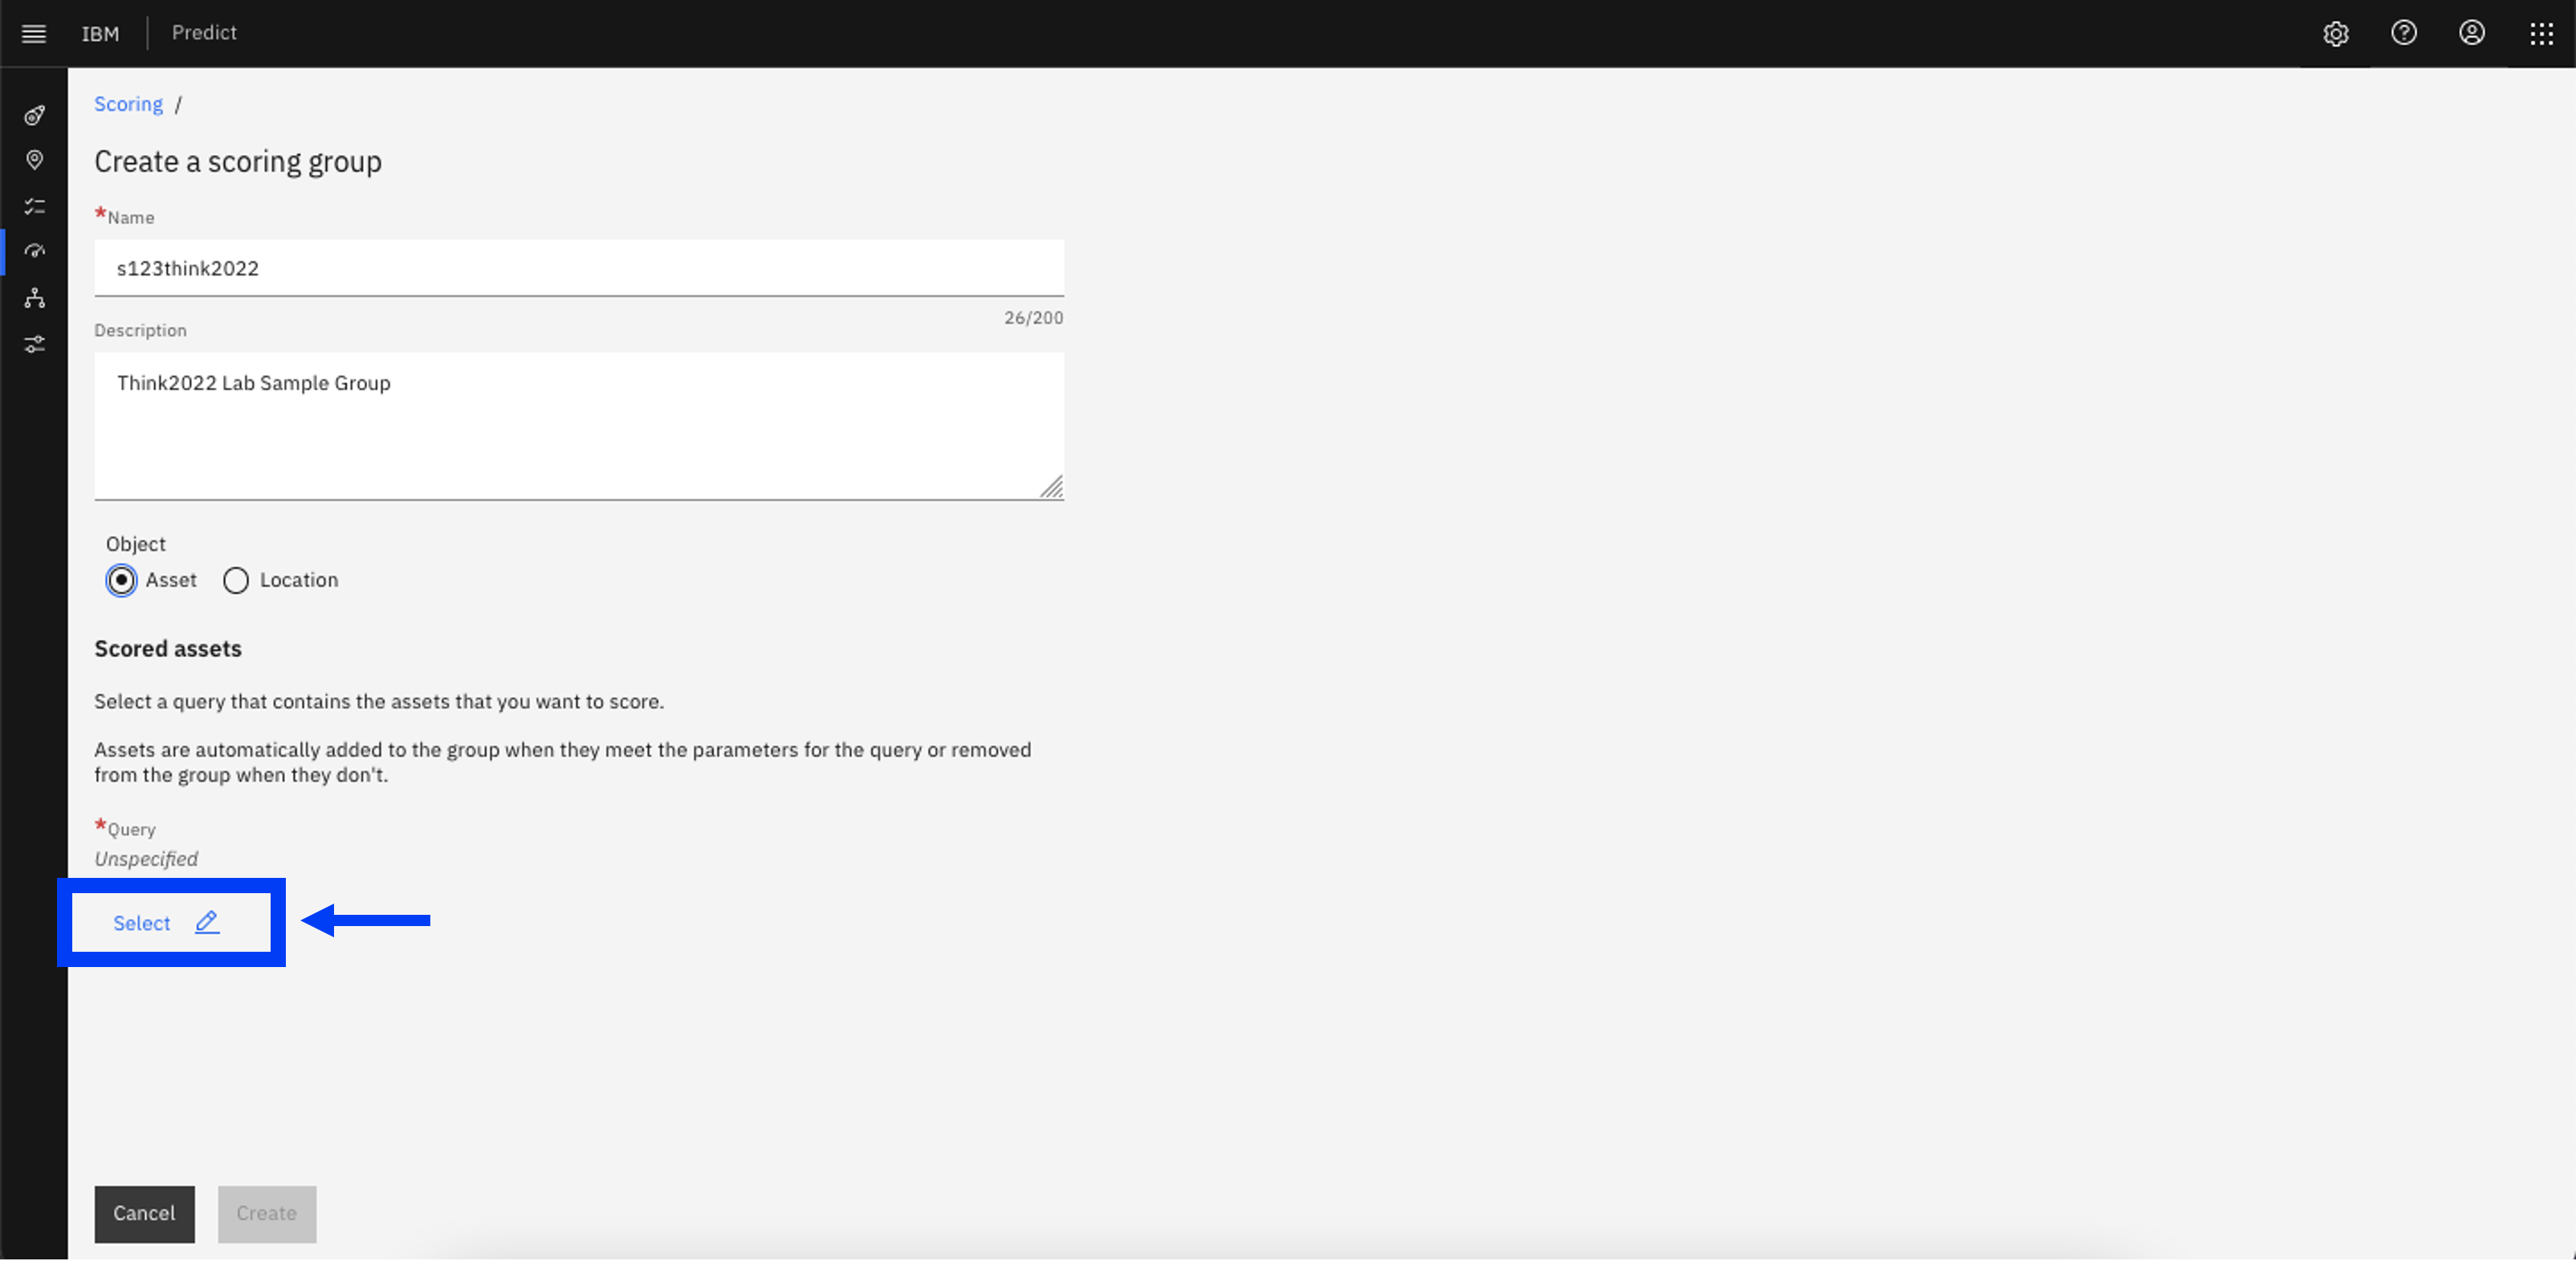 IBM
Predict
Scoring /
Create a scoring group
*Name
s123think2022
26/200
Description
Think2022 Lab Sample Group
Object
Asset
Location
Scored assets
Select a query that contains the assets that you want to score.
Assets are automatically added to the group when they meet the parameters for the query or removed
from the group when they don't.
*Query
Unspecified
Select
Cancel
Create